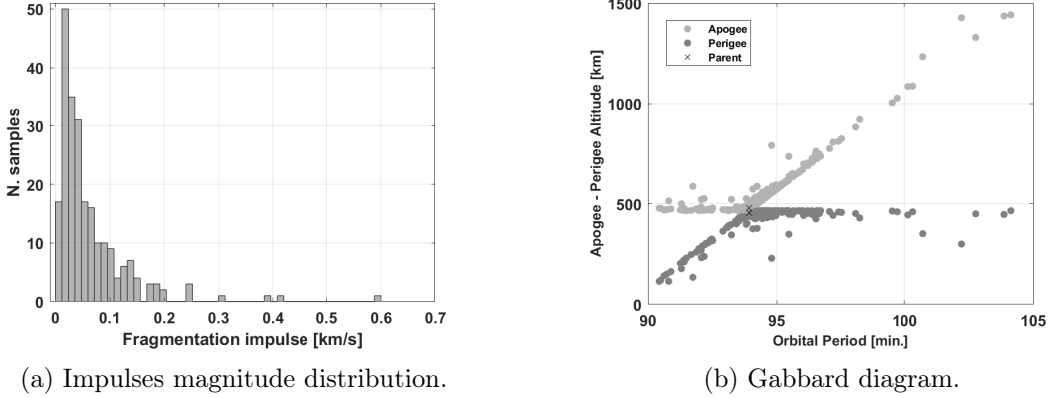 50
40
30
20
10
0
N. samples
0 0.1 0.2 0.3 0.4 0.5 0.6 0.7
Fragmentation impulse [km/s]
(a) Impulses magnitude distribution.
1500
1000
500
0
Apogee - Perigee Altitude [km]
Apogee
Perigee
Parent
90 95 100 105
Orbital Period [min.]
(b) Gabbard diagram.